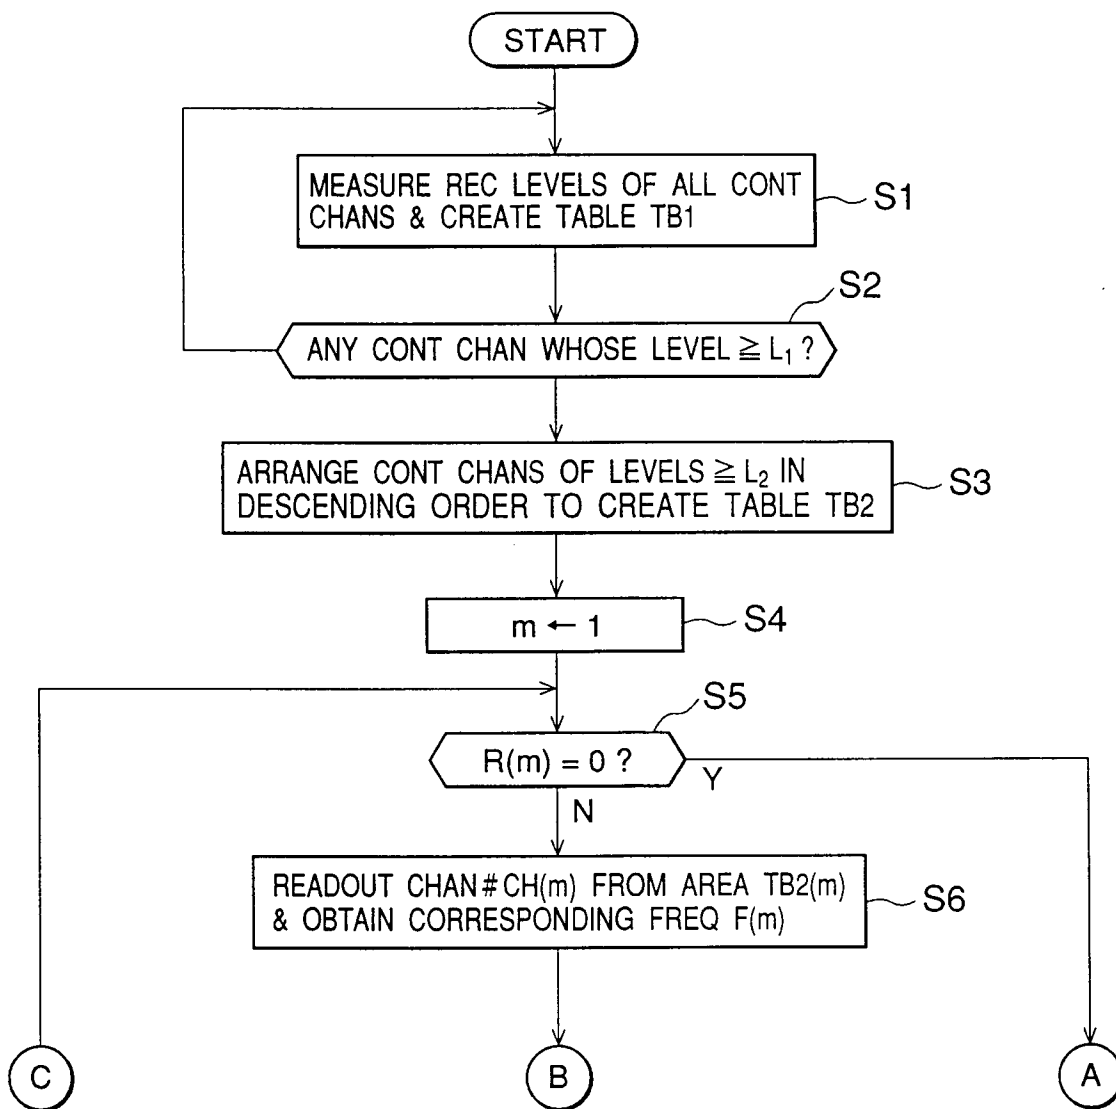 START
MEASURE REC LEVELS OF ALL CONT
CHANS & CREATE TABLE TB1
S1
S2
ANY CONT CHAN WHOSE LEVEL ≧ L₁ ?
ARRANGE CONT CHANS OF LEVELS ≧ L₂ IN
DESCENDING ORDER TO CREATE TABLE TB2
S3
m ← 1
S4
S5
R(m) = 0 ?
Y
N
READOUT CHAN # CH(m) FROM AREA TB2(m)
& OBTAIN CORRESPONDING FREQ F(m)
S6
C
B
A